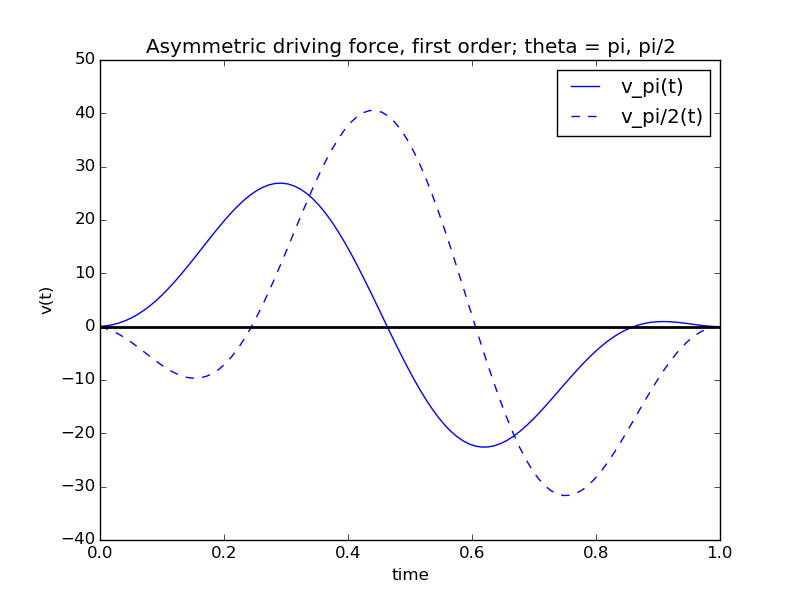 Asymmetric driving force, first order; theta = pi, pi/2
v_pi(t)
v_pi/2(t)
50
40
30
20
10
0
−10
−20
−30
−40
v(t)
0.0 0.2 0.4 0.6 0.8 1.0
time